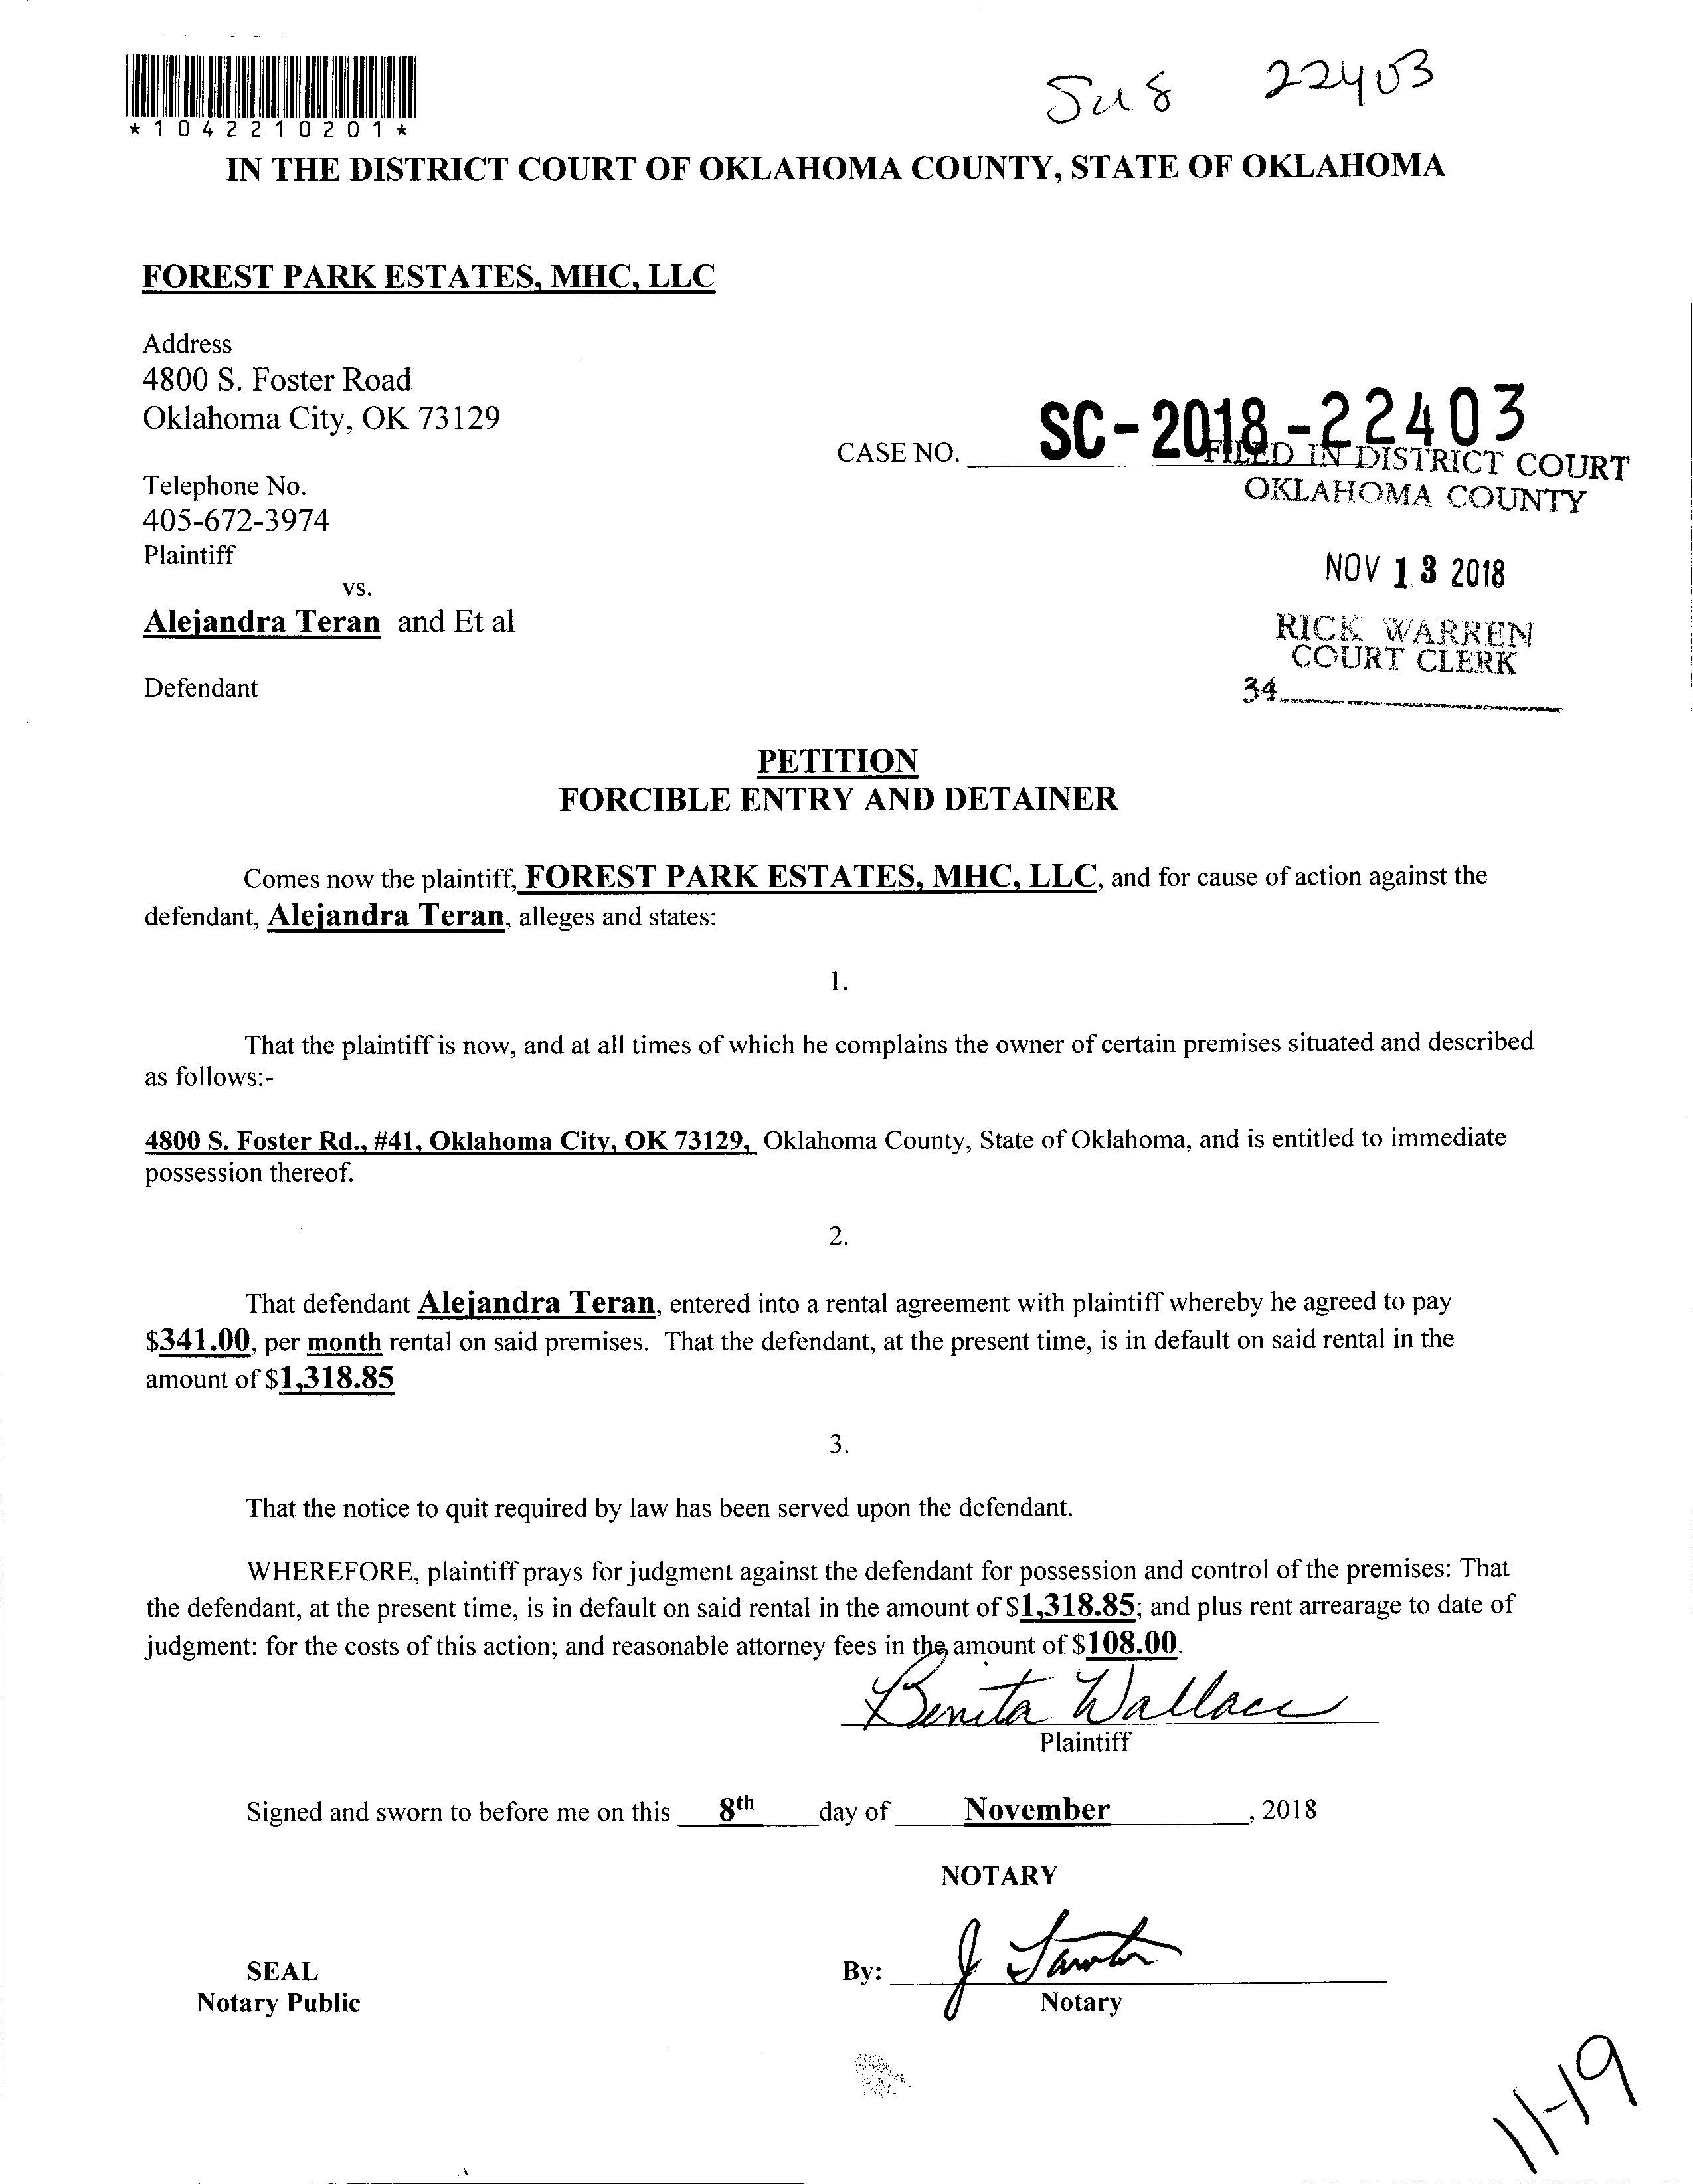 *1042210201*
22403
IN THE DISTRICT COURT OF OKLAHOMA COUNTY, STATE OF OKLAHOMA
FOREST PARK ESTATES, MHC, LLC
Address
4800 S. Foster Road
Oklahoma City, OK 73129
CASE NO. SC-2018-22403
FILED IN DISTRICT COURT
OKLAHOMA COUNTY
Telephone No.
405-672-3974
Plaintiff
NOV 13 2018
vs.
Alejandra Teran and Et al
RICK WARREN
COURT CLERK
Defendant
34
PETITION
FORCIBLE ENTRY AND DETAINER
Comes now the plaintiff, FOREST PARK ESTATES, MHC, LLC, and for cause of action against the
defendant, Alejandra Teran, alleges and states:
1.
That the plaintiff is now, and at all times of which he complains the owner of certain premises situated and described
as follows:-
4800 S. Foster Rd., #41, Oklahoma City, OK 73129, Oklahoma County, State of Oklahoma, and is entitled to immediate
possession thereof.
2.
That defendant Alejandra Teran, entered into a rental agreement with plaintiff whereby he agreed to pay
$341.00, per month rental on said premises. That the defendant, at the present time, is in default on said rental in the
amount of $1,318.85
3.
That the notice to quit required by law has been served upon the defendant.
WHEREFORE, plaintiff prays for judgment against the defendant for possession and control of the premises: That
the defendant, at the present time, is in default on said rental in the amount of $1,318.85; and plus rent arrearage to date of
judgment: for the costs of this action; and reasonable attorney fees in the amount of $108.00.
Benita Wallace
Plaintiff
Signed and sworn to before me on this 8th day of November, 2018
NOTARY
SEAL
By: J
Notary Public
Notary
11-19